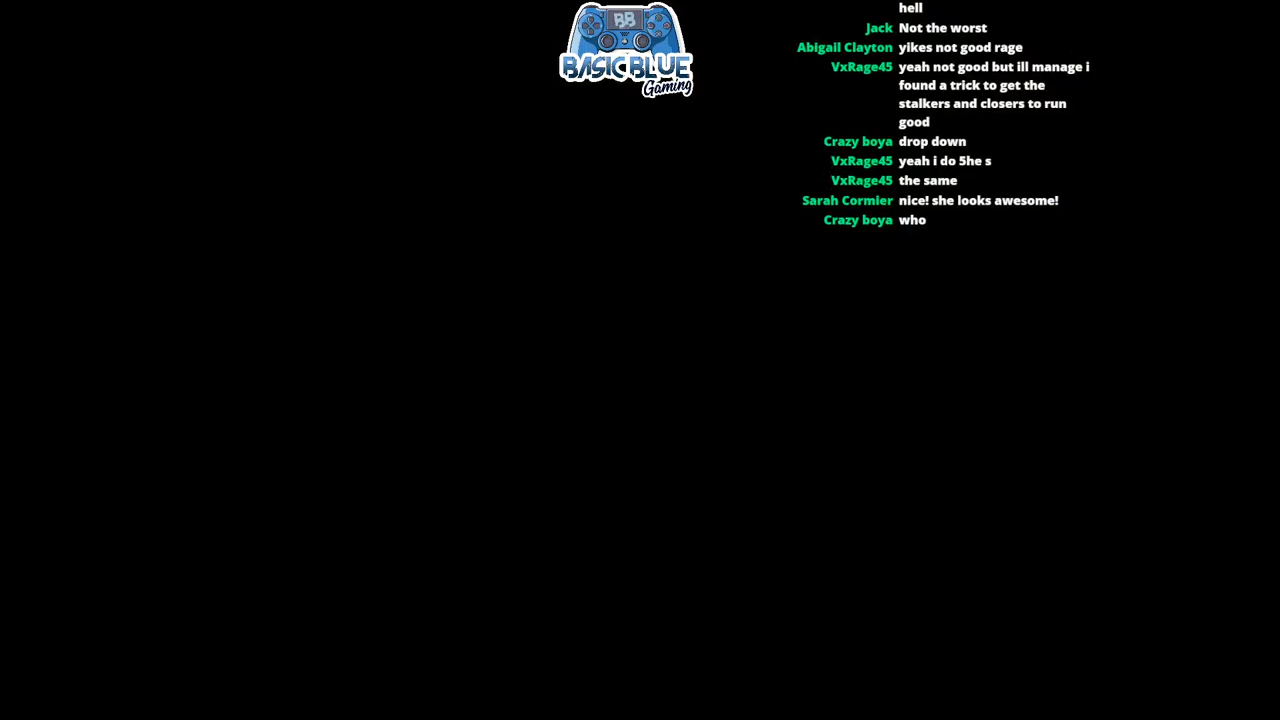 BB
BASIC BLUE
Gaming
hell
Jack Not the worst
Abigail Clayton yikes not good rage
VxRage45 yeah not good but ill manage i
found a trick to get the
stalkers and closers to run
good
Crazy boya drop down
VxRage45 yeah i do 5he s
VxRage45 the same
Sarah Cormier nice! she looks awesome!
Crazy boya who